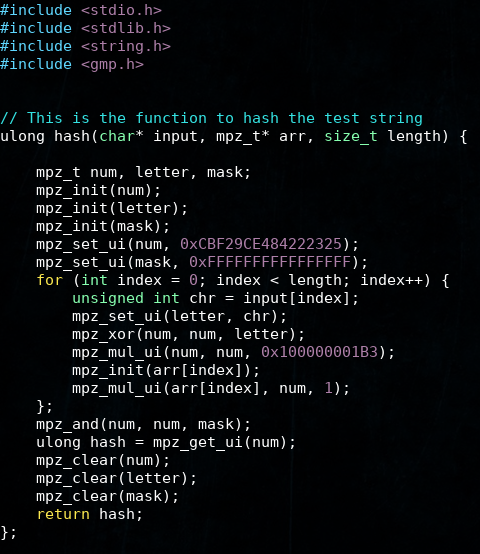 #include <stdio.h>
#include <stdlib.h>
#include <string.h>
#include <gmp.h>
// This is the function to hash the test string
ulong hash(char* input, mpz_t* arr, size_t length) {
    mpz_t num, letter, mask;
    mpz_init(num);
    mpz_init(letter);
    mpz_init(mask);
    mpz_set_ui(num, 0xCBF29CE484222325);
    mpz_set_ui(mask, 0xFFFFFFFFFFFFFFFF);
    for (int index = 0; index < length; index++) {
        unsigned int chr = input[index];
        mpz_set_ui(letter, chr);
        mpz_xor(num, num, letter);
        mpz_mul_ui(num, num, 0x100000001B3);
        mpz_init(arr[index]);
        mpz_mul_ui(arr[index], num, 1);
    };
    mpz_and(num, num, mask);
    ulong hash = mpz_get_ui(num);
    mpz_clear(num);
    mpz_clear(letter);
    mpz_clear(mask);
    return hash;
};